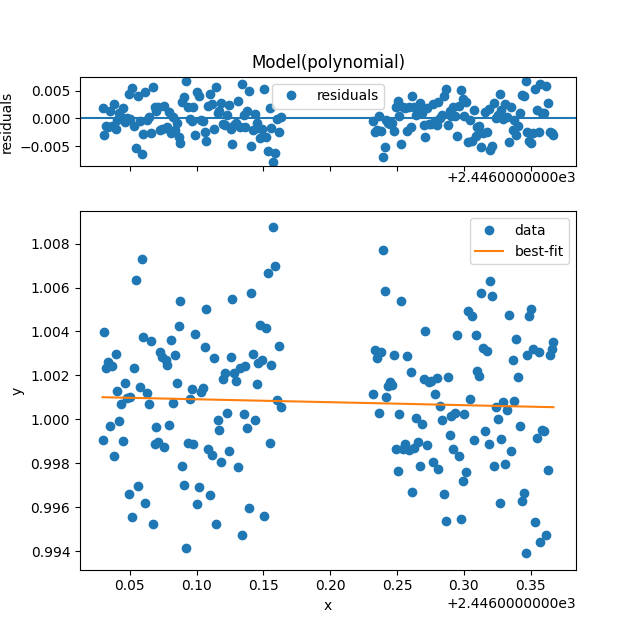 Model(polynomial)
residuals
0.005
0.000
−0.005
residuals
+2.4460000000e3
1.008
1.006
1.004
1.002
1.000
0.998
0.996
0.994
y
data
best-fit
0.05 0.10 0.15 0.20 0.25 0.30 0.35
x
+2.4460000000e3